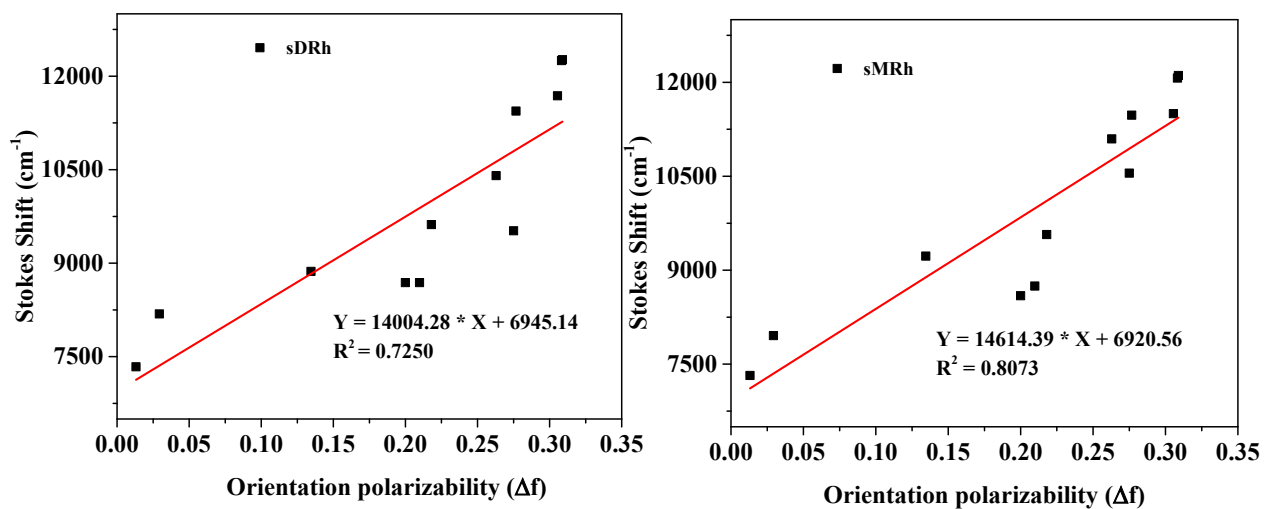 sDRh
12000
10500
9000
7500
Stokes Shift (cm⁻¹)
Y = 14004.28 * X + 6945.14
R² = 0.7250
0.00 0.05 0.10 0.15 0.20 0.25 0.30 0.35
Orientation polarizability (Δf)
sMRh
12000
10500
9000
7500
Stokes Shift (cm⁻¹)
Y = 14614.39 * X + 6920.56
R² = 0.8073
0.00 0.05 0.10 0.15 0.20 0.25 0.30 0.35
Orientation polarizability (Δf)